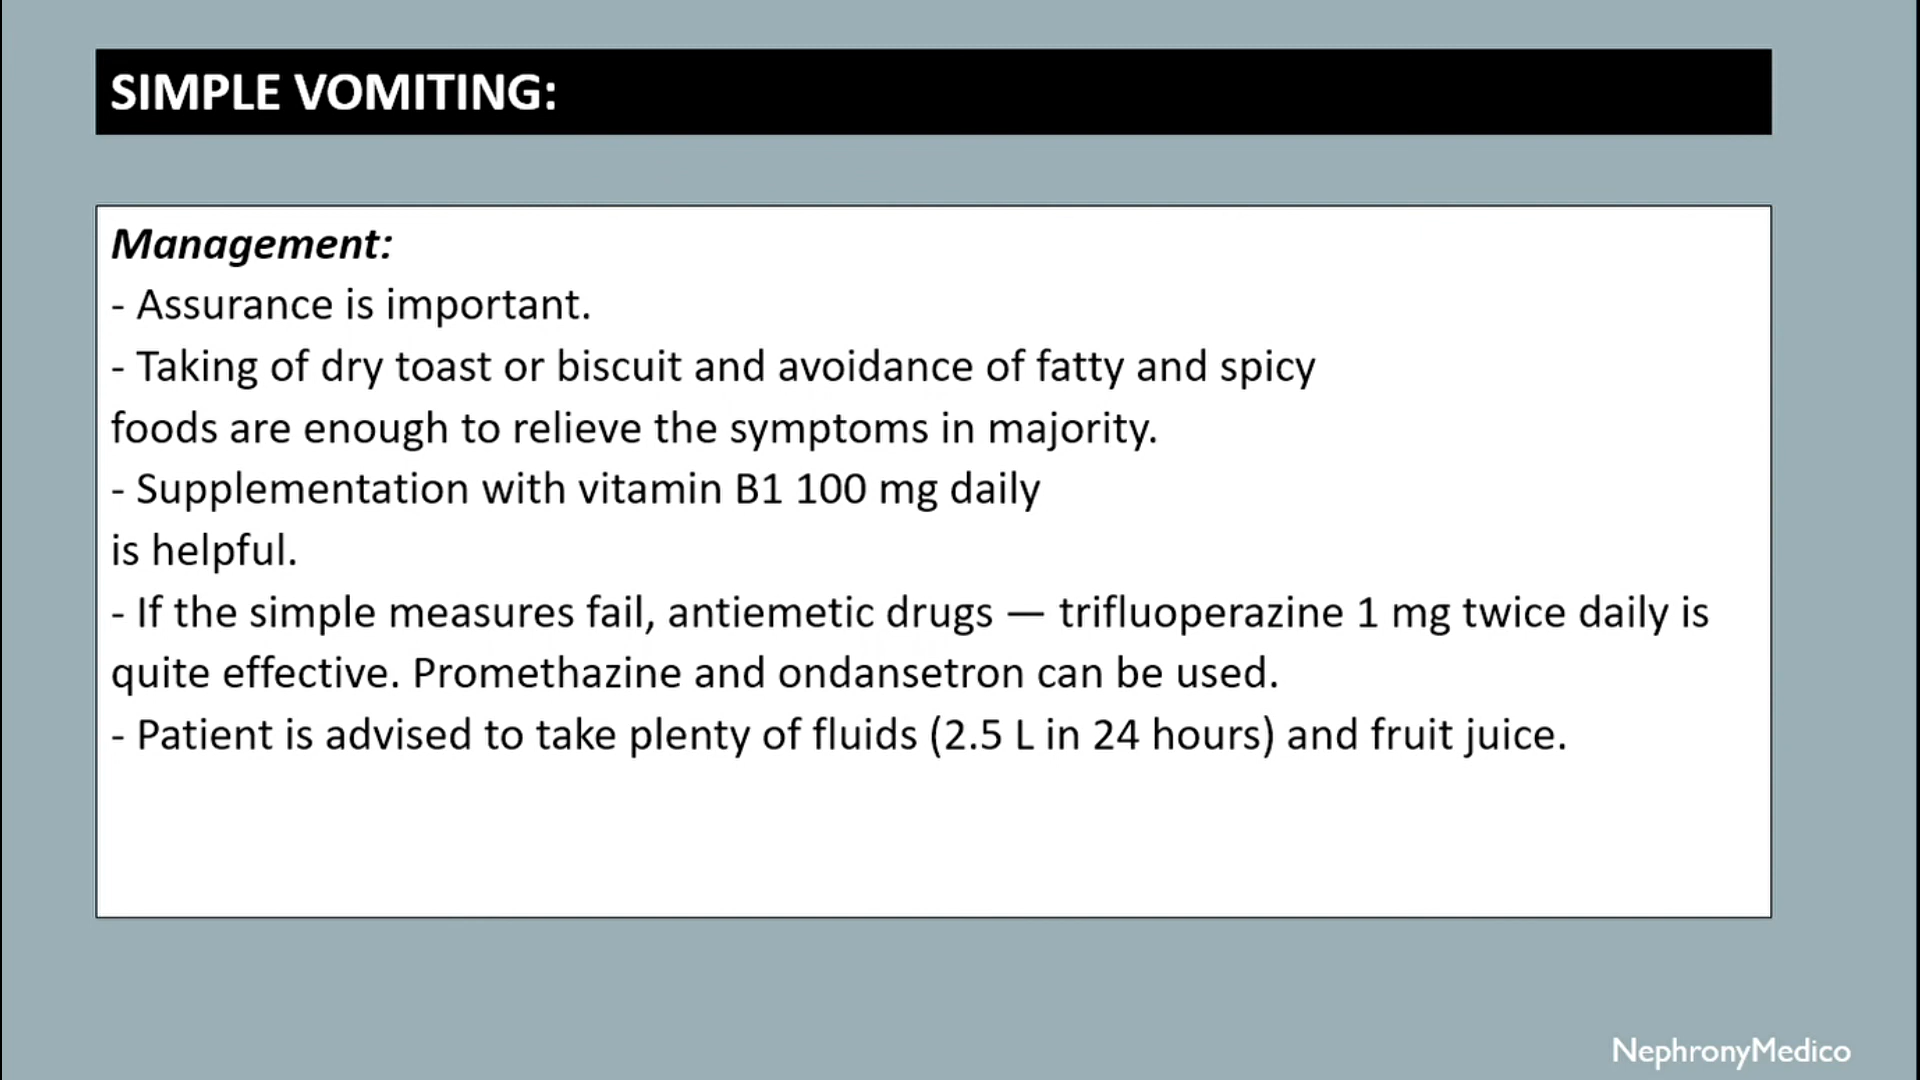 SIMPLE VOMITING:
Management:
- Assurance is important.
- Taking of dry toast or biscuit and avoidance of fatty and spicy
foods are enough to relieve the symptoms in majority.
- Supplementation with vitamin B1 100 mg daily
is helpful.
- If the simple measures fail, antiemetic drugs — trifluoperazine 1 mg twice daily is
quite effective. Promethazine and ondansetron can be used.
- Patient is advised to take plenty of fluids (2.5 L in 24 hours) and fruit juice.
NephronyMedico